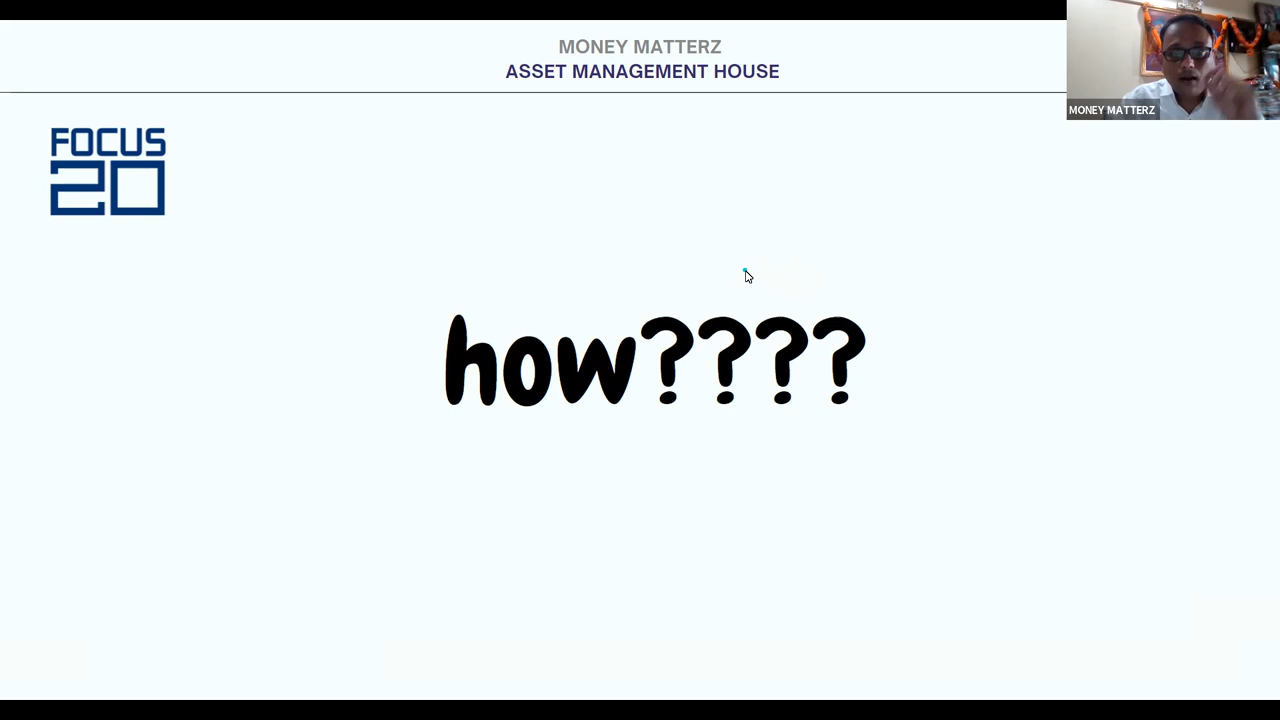 MONEY MATTERZ
ASSET MANAGEMENT HOUSE
MONEY MATTERZ
FOCUS
20
how????